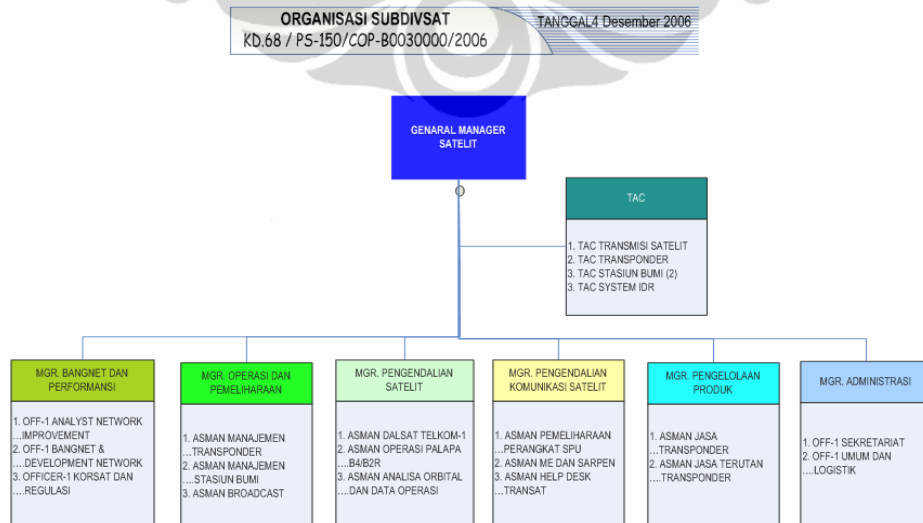 ORGANISASI SUBDIVSAT
KD.68 / PS-150/COP-B0030000/2006
TANGGAL4 Desember 2006
GENARAL MANAGER
SATELIT
TAC
1. TAC TRANSMISI SATELIT
2. TAC TRANSPONDER
3. TAC STASIUN BUMI (2)
4. TAC SYSTEM IDR
MGR. BANGNET DAN
PERFORMANSI
1. OFF-1 ANALYST NETWORK
...IMPROVEMENT
2. OFF-1 BANGNET &
....DEVELOPMENT NETWORK
3. OFFICER-1 KORSAT DAN
....REGULASI
MGR. OPERASI DAN
PEMELIHARAAN
1. ASMAN MANAJEMEN
....TRANSPONDER
2. ASMAN MANAJEMEN
....STASIUN BUMI
3. ASMAN BROADCAST
MGR. PENGENDALIAN
SATELIT
1. ASMAN DALSAT TELKOM-1
2. ASMAN OPERASI PALAPA
....B4/B2R
3. ASMAN ANALISA ORBITAL
....DAN DATA OPERASI
MGR. PENGENDALIAN
KOMUNIKASI SATELIT
1. ASMAN PEMELIHARAAN
....PERANGKAT SPU
2. ASMAN ME DAN SARPEN
3. ASMAN HELP DESK
....TRANSAT
MGR. PENGELOLAAN
PRODUK
1. ASMAN JASA
....TRANSPONDER
2. ASMAN JASA TERUTAN
....TRANSPONDER
MGR. ADMINISTRASI
1. OFF-1 SEKRETARIAT
2. OFF-1 UMUM DAN
....LOGISTIK